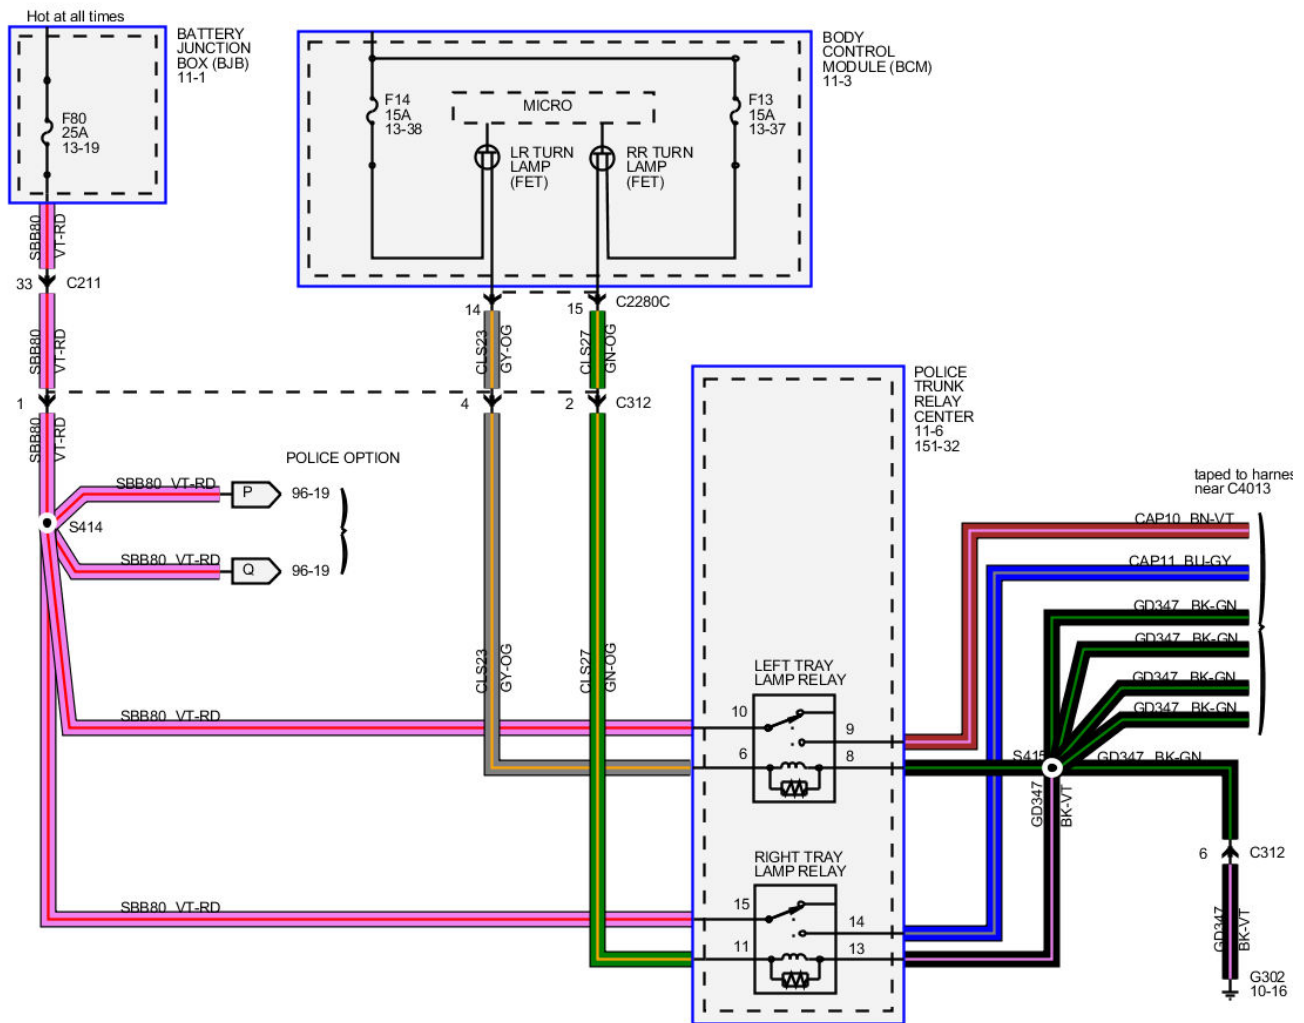 Hot at all times
BATTERY
JUNCTION
BOX (BJB)
11-1
F80
25A
13-19
BODY
CONTROL
MODULE (BCM)
11-3
F14
15A
13-38
MICRO
F13
15A
13-37
LR TURN
LAMP
(FET)
RR TURN
LAMP
(FET)
SBB80
VT-RD
33
C211
14
15
C2280C
SBB80
VT-RD
CLS23
GY-OG
CLS27
GN-OG
1
4
2
C312
SBB80
VT-RD
POLICE
TRUNK
RELAY
CENTER
11-6
151-32
POLICE OPTION
SBB80 VT-RD
P
96-19
S414
SBB80 VT-RD
Q
96-19
taped to harnes
near C4013
CAP10 BN-VT
CAP11 BU-GY
GD347 BK-GN
GD347 BK-GN
GD347 BK-GN
GD347 BK-GN
CLS23
GY-OG
CLS27
GN-OG
LEFT TRAY
LAMP RELAY
SBB80 VT-RD
10
9
6
8
S415
GD347 BK-GN
GD347
BK-VT
6
C312
RIGHT TRAY
LAMP RELAY
SBB80 VT-RD
15
14
11
13
GD347
BK-VT
G302
10-16